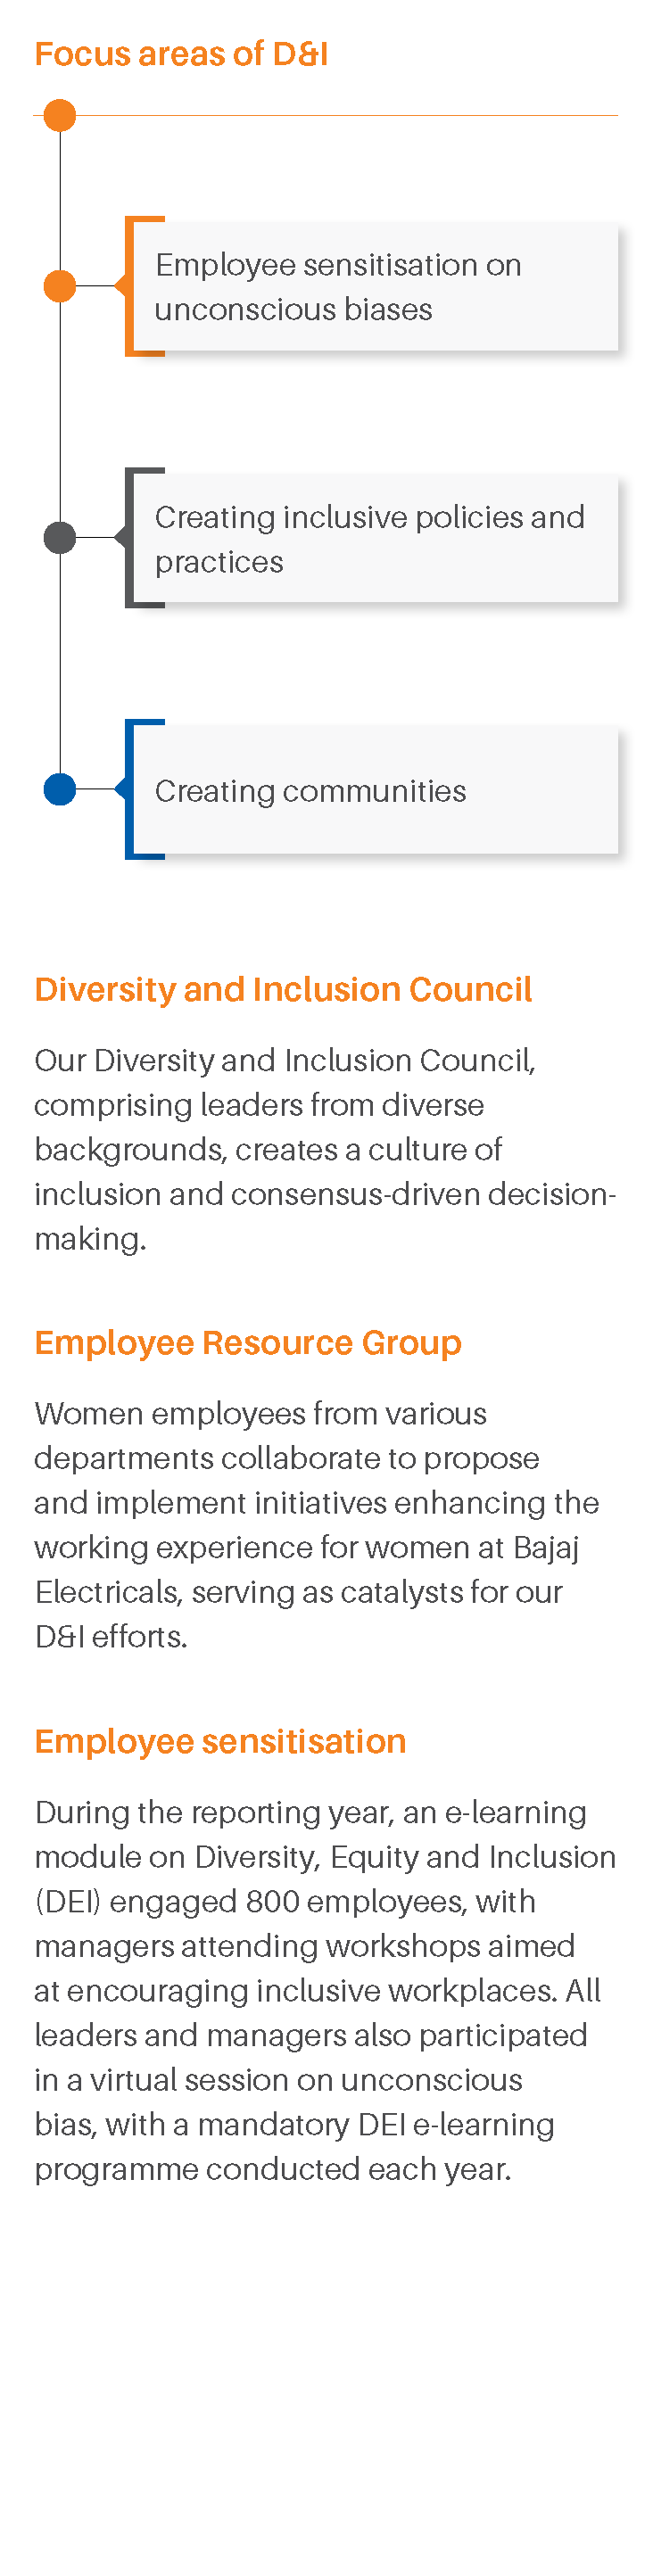 Focus areas of D&I
Employee sensitisation on
unconscious biases
Creating inclusive policies and
practices
Creating communities
Diversity and Inclusion Council
Our Diversity and Inclusion Council,
comprising leaders from diverse
backgrounds, creates a culture of
inclusion and consensus-driven decision-
making.
Employee Resource Group
Women employees from various
departments collaborate to propose
and implement initiatives enhancing the
working experience for women at Bajaj
Electricals, serving as catalysts for our
D&I efforts.
Employee sensitisation
During the reporting year, an e-learning
module on Diversity, Equity and Inclusion
(DEI) engaged 800 employees, with
managers attending workshops aimed
at encouraging inclusive workplaces. All
leaders and managers also participated
in a virtual session on unconscious
bias, with a mandatory DEI e-learning
programme conducted each year.